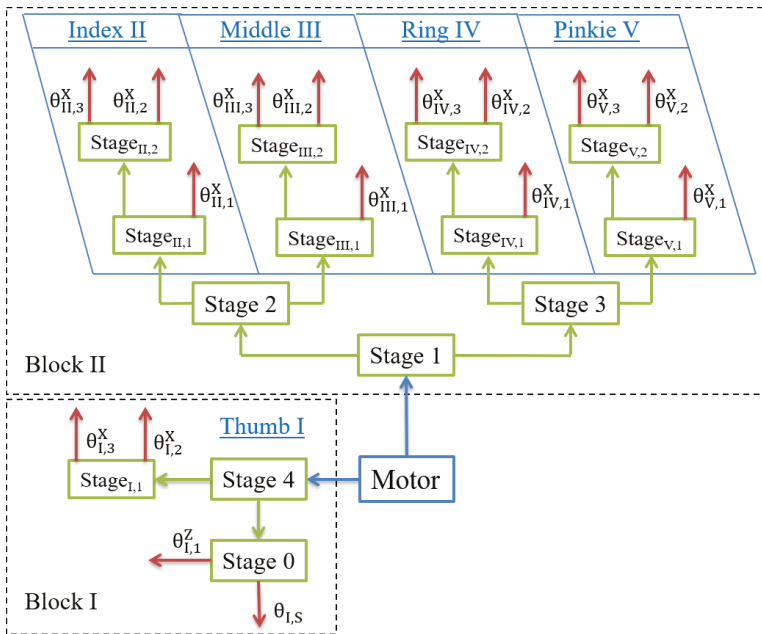 Index II Middle III Ring IV Pinkie V
θ^X_II,3 θ^X_II,2 θ^X_III,3 θ^X_III,2 θ^X_IV,3 θ^X_IV,2 θ^X_V,3 θ^X_V,2
Stage_II,2 Stage_III,2 Stage_IV,2 Stage_V,2
θ^X_II,1 θ^X_III,1 θ^X_IV,1 θ^X_V,1
Stage_II,1 Stage_III,1 Stage_IV,1 Stage_V,1
Stage 2 Stage 3
Stage 1
Block II
Thumb I
θ^X_I,3 θ^X_I,2
Stage_I,1 Stage 4 Motor
θ^Z_I,1 Stage 0
Block I
θ_I,S